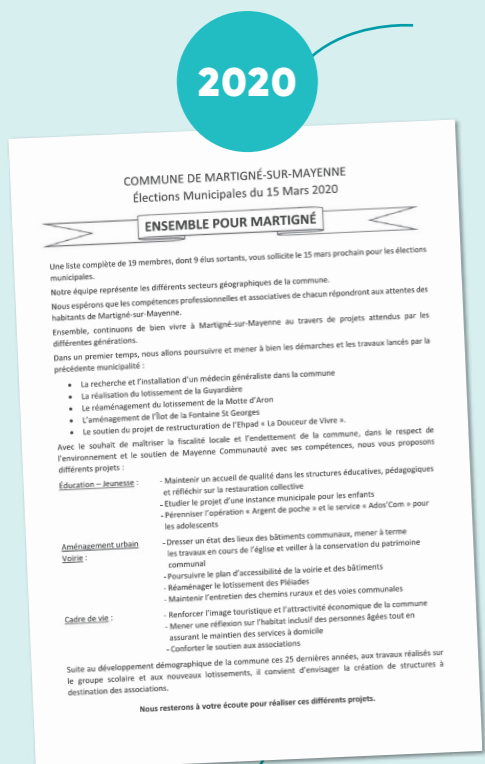 2020
COMMUNE DE MARTIGNÉ-SUR-MAYENNE
Élections Municipales du 15 Mars 2020
ENSEMBLE POUR MARTIGNÉ
Une liste complète de 19 membres, dont 9 élus sortants, vous sollicite le 15 mars prochain pour les élections
municipales.
Notre équipe représente les différents secteurs géographiques de la commune.
Nous espérons que les compétences professionnelles et associatives de chacun répondront aux attentes des
habitants de Martigné-sur-Mayenne.
Ensemble, continuons de bien vivre à Martigné-sur-Mayenne au travers de projets attendus par les
différentes générations.
Dans un premier temps, nous allons poursuivre et mener à bien les démarches et les travaux lancés par la
précédente municipalité :
• La recherche et l'installation d'un médecin généraliste dans la commune
• La réalisation du lotissement de la Guyardière
• Le réaménagement du lotissement de la Motte d'Aron
• L'aménagement de l'Îlot de la Fontaine St Georges
• Le soutien du projet de restructuration de l'Ehpad « La Douceur de Vivre ».
Avec le souhait de maîtriser la fiscalité locale et l'endettement de la commune, dans le respect de
l'environnement et le soutien de Mayenne Communauté avec ses compétences, nous vous proposons
différents projets :
Éducation – Jeunesse : - Maintenir un accueil de qualité dans les structures éducatives, pédagogiques
et réfléchir sur la restauration collective
- Etudier le projet d'une instance municipale pour les enfants
- Pérenniser l'opération « Argent de poche » et le service « Ados'Com » pour
les adolescents
Aménagement urbain - Dresser un état des lieux des bâtiments communaux, mener à terme
Voirie : les travaux en cours de l'église et veiller à la conservation du patrimoine
communal
- Poursuivre le plan d'accessibilité de la voirie et des bâtiments
- Réaménager le lotissement des Pléiades
- Maintenir l'entretien des chemins ruraux et des voies communales
Cadre de vie : - Renforcer l'image touristique et l'attractivité économique de la commune
- Mener une réflexion sur l'habitat inclusif des personnes âgées tout en
assurant le maintien des services à domicile
- Conforter le soutien aux associations
Suite au développement démographique de la commune ces 25 dernières années, aux travaux réalisés sur
le groupe scolaire et aux nouveaux lotissements, il convient d'envisager la création de structures à
destination des associations.
Nous resterons à votre écoute pour réaliser ces différents projets.